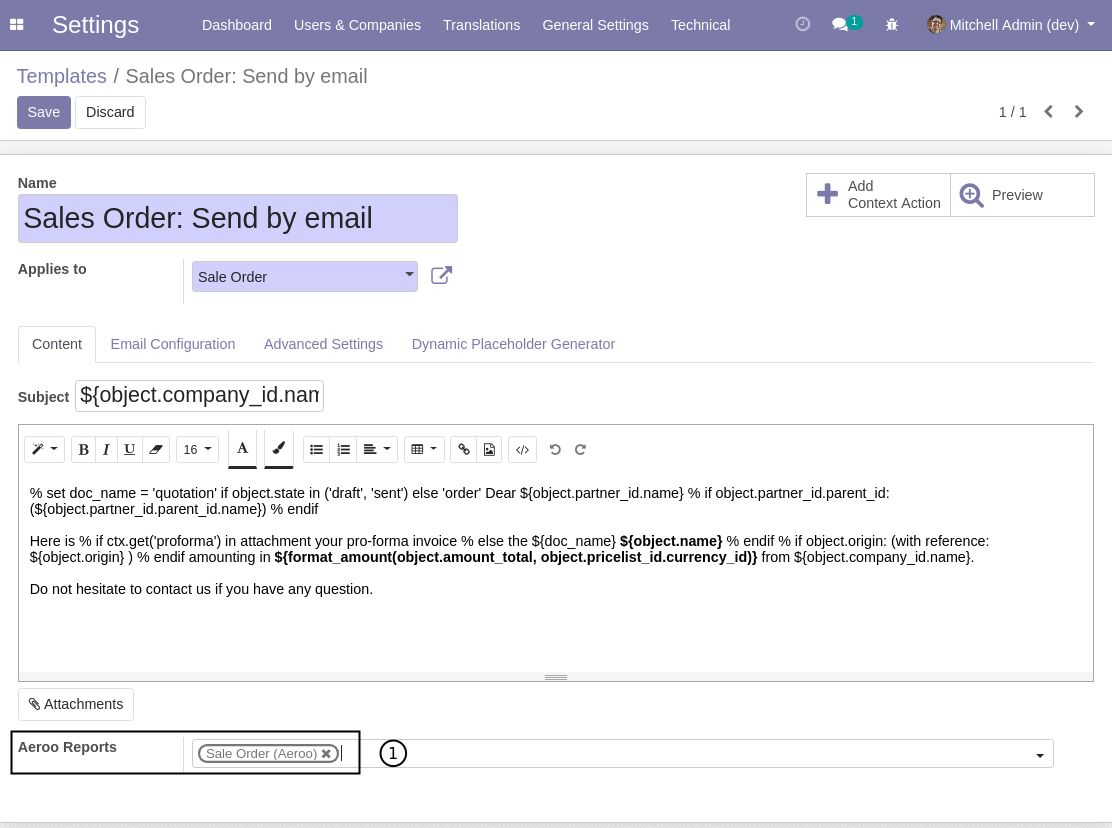 Settings
Dashboard
Users & Companies
Translations
General Settings
Technical
1
Mitchell Admin (dev)
Templates / Sales Order: Send by email
Save
Discard
1 / 1
Name
Sales Order: Send by email
Add
Context Action
Preview
Applies to
Sale Order
Content
Email Configuration
Advanced Settings
Dynamic Placeholder Generator
Subject
${object.company_id.nam
B
I
U
16
A
% set doc_name = 'quotation' if object.state in ('draft', 'sent') else 'order' Dear ${object.partner_id.name} % if object.partner_id.parent_id:
(${object.partner_id.parent_id.name}) % endif
Here is % if ctx.get('proforma') in attachment your pro-forma invoice % else the ${doc_name} ${object.name} % endif % if object.origin: (with reference:
${object.origin} ) % endif amounting in ${format_amount(object.amount_total, object.pricelist_id.currency_id)} from ${object.company_id.name}.
Do not hesitate to contact us if you have any question.
Attachments
Aeroo Reports
Sale Order (Aeroo)
1